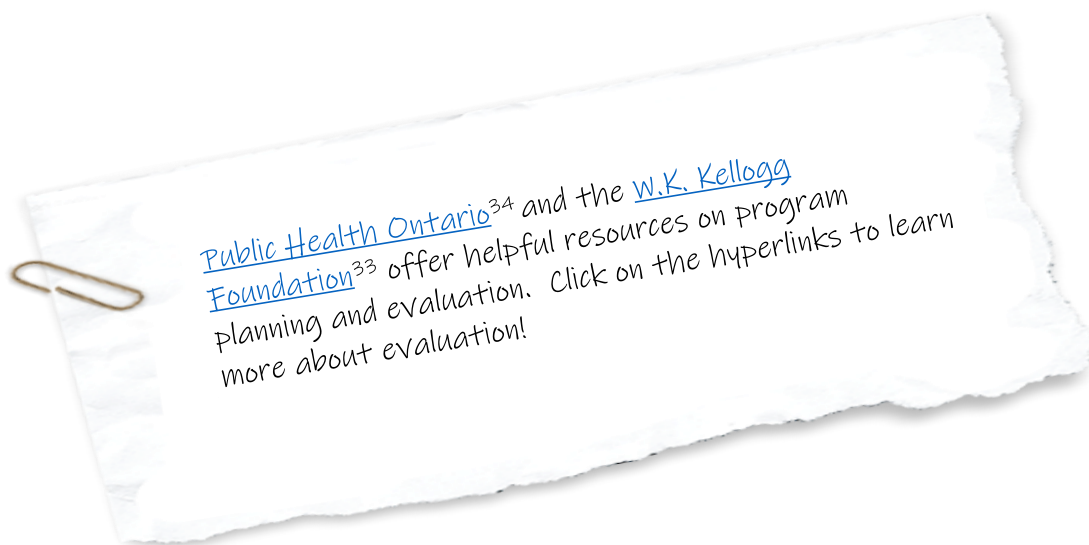 Public Health Ontario³⁴ and the W.K. Kellogg
Foundation³³ offer helpful resources on program
planning and evaluation.  Click on the hyperlinks to learn
more about evaluation!